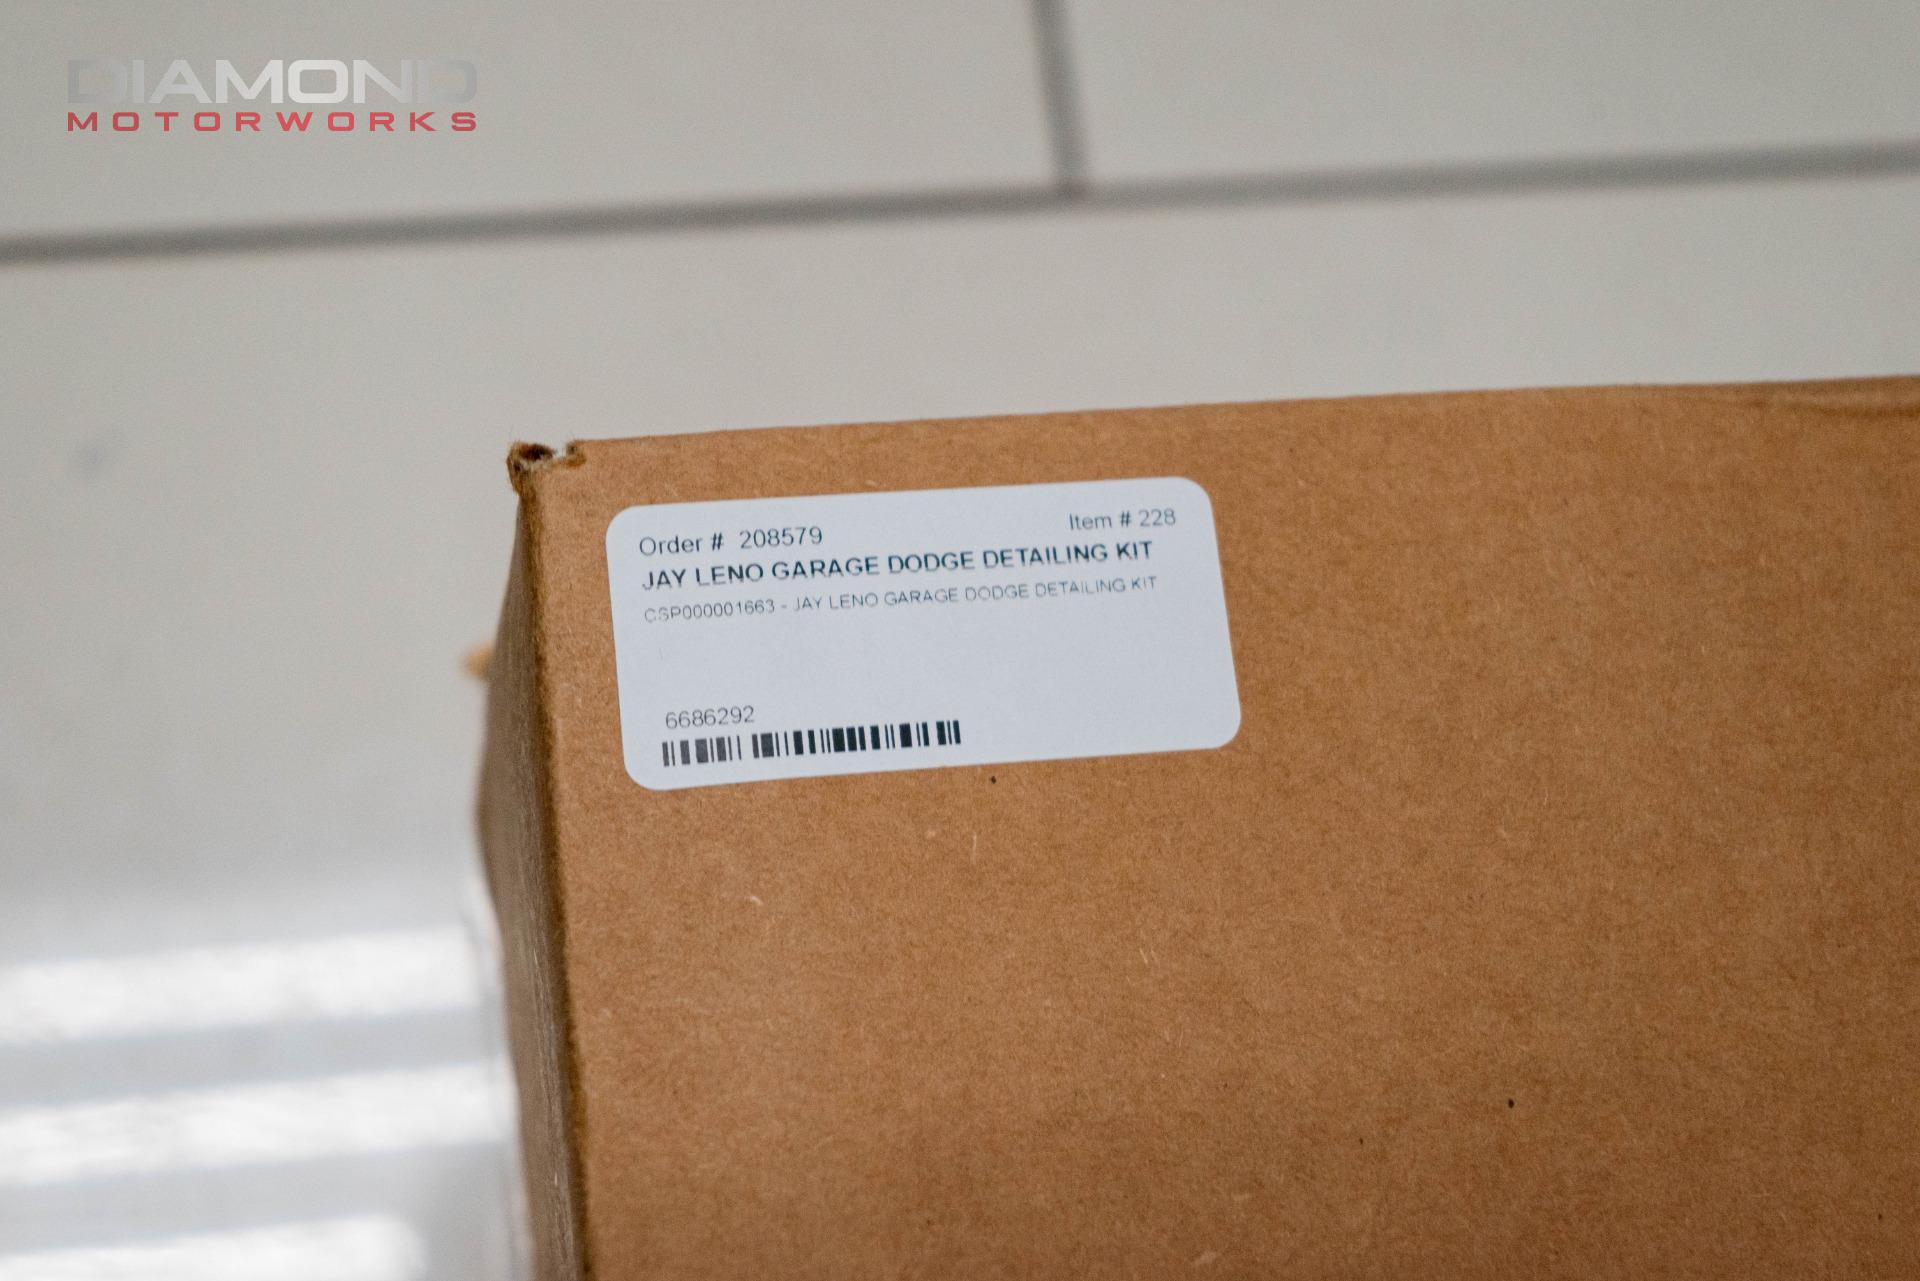 DIAMOND
MOTORWORKS
Order # 208579 Item # 228
JAY LENO GARAGE DODGE DETAILING KIT
CSP000001663 - JAY LENO GARAGE DODGE DETAILING KIT
6686292